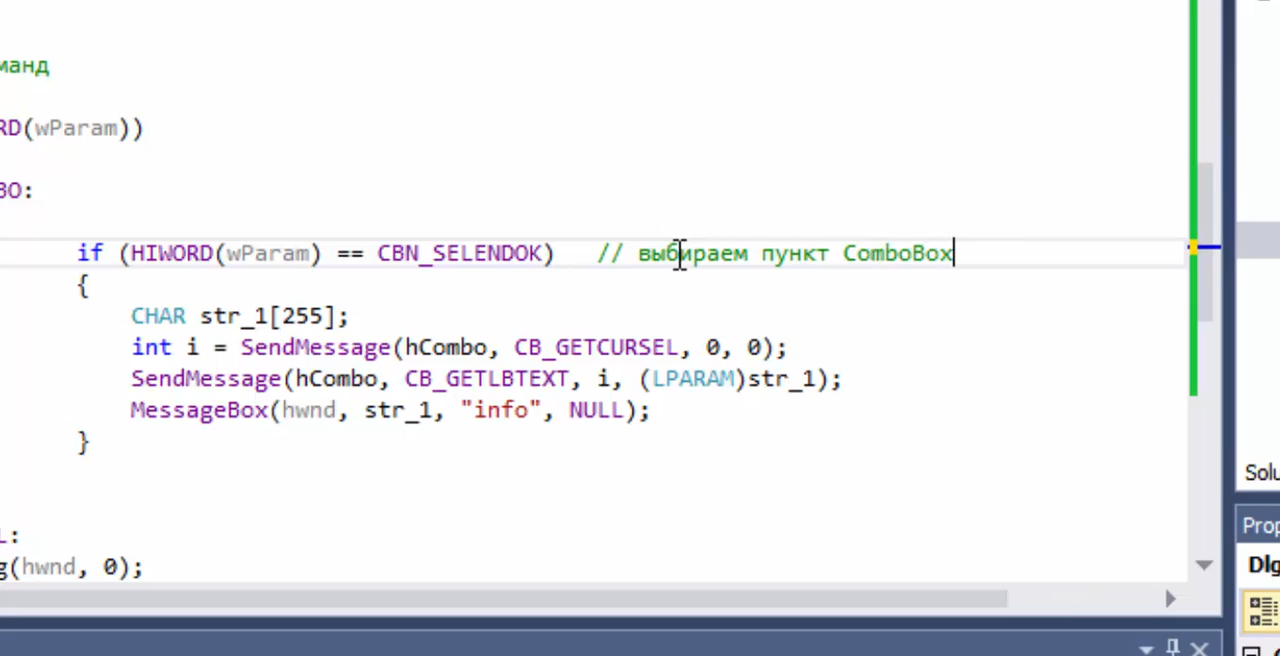 манд
RD(wParam))
BO:
if (HIWORD(wParam) == CBN_SELENDOK) // выбираем пункт ComboBox
{
CHAR str_1[255];
int i = SendMessage(hCombo, CB_GETCURSEL, 0, 0);
SendMessage(hCombo, CB_GETLBTEXT, i, (LPARAM)str_1);
MessageBox(hwnd, str_1, "info", NULL);
}
L:
g(hwnd, 0);
Solu
Prop
Dlg